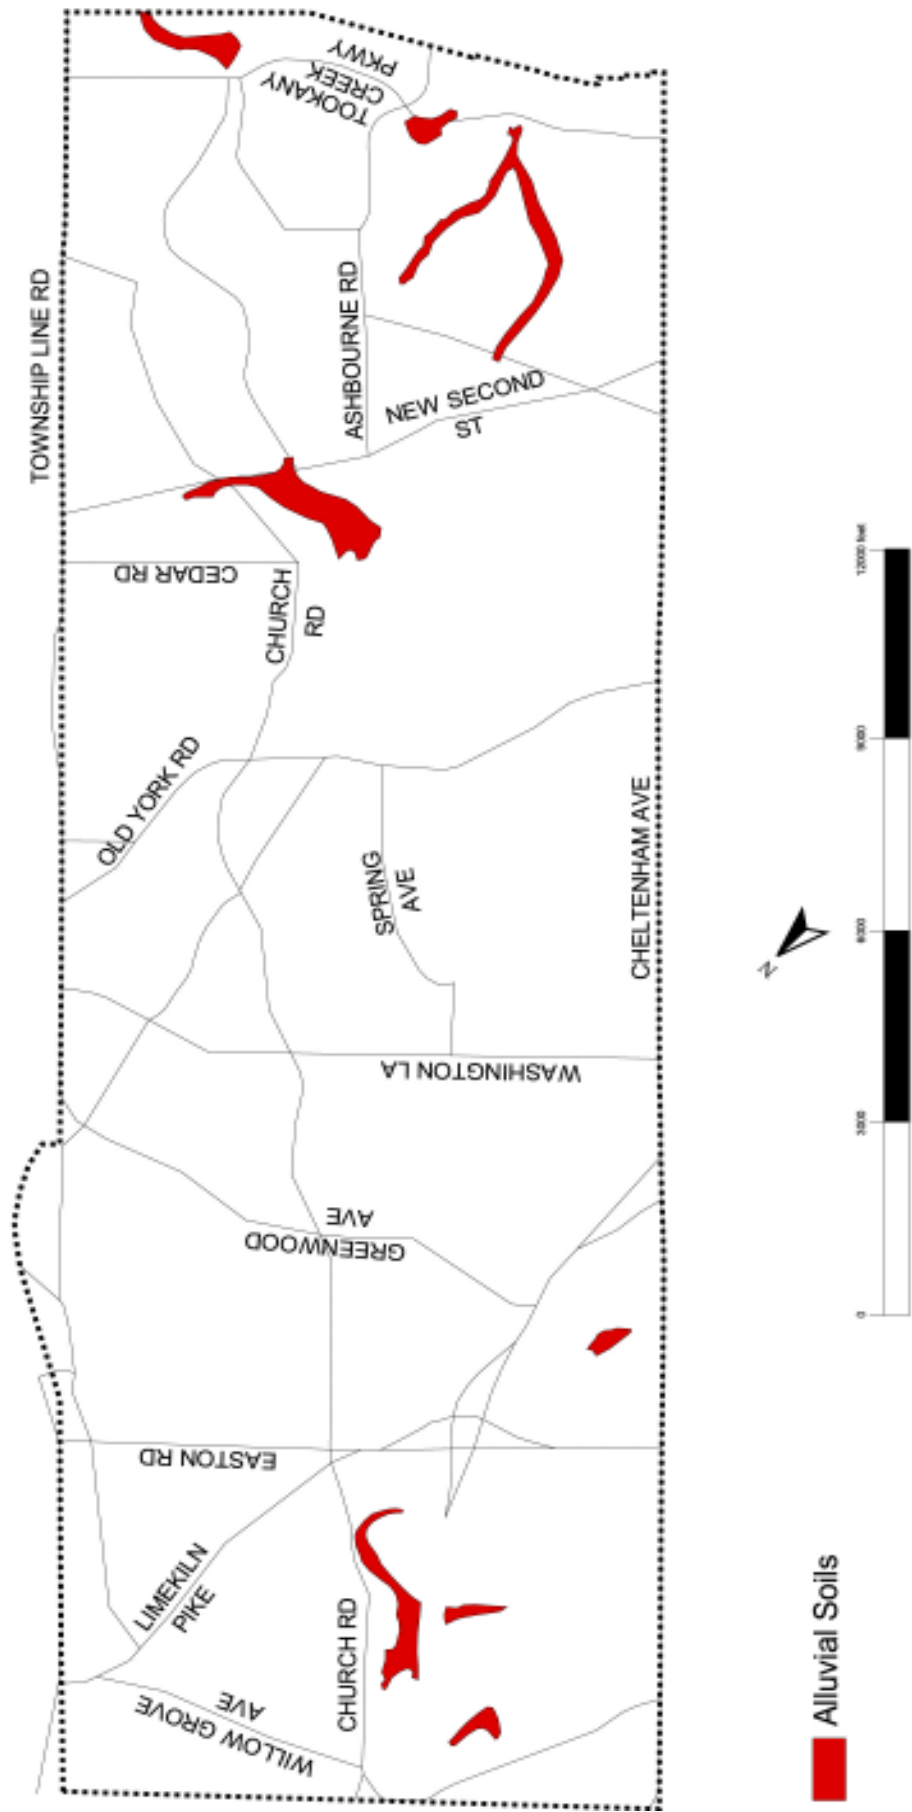 TOOKANY
CREEK
PKWY
TOWNSHIP LINE RD
ASHBOURNE RD
NEW SECOND
ST
CEDAR RD
CHURCH
RD
OLD YORK RD
SPRING
AVE
CHELTENHAM AVE
WASHINGTON LA
GREENWOOD
AVE
EASTON RD
LIMEKILN
PIKE
CHURCH RD
WILLOW GROVE
AVE
N
0 3000 6000 9000 12000 feet
Alluvial Soils